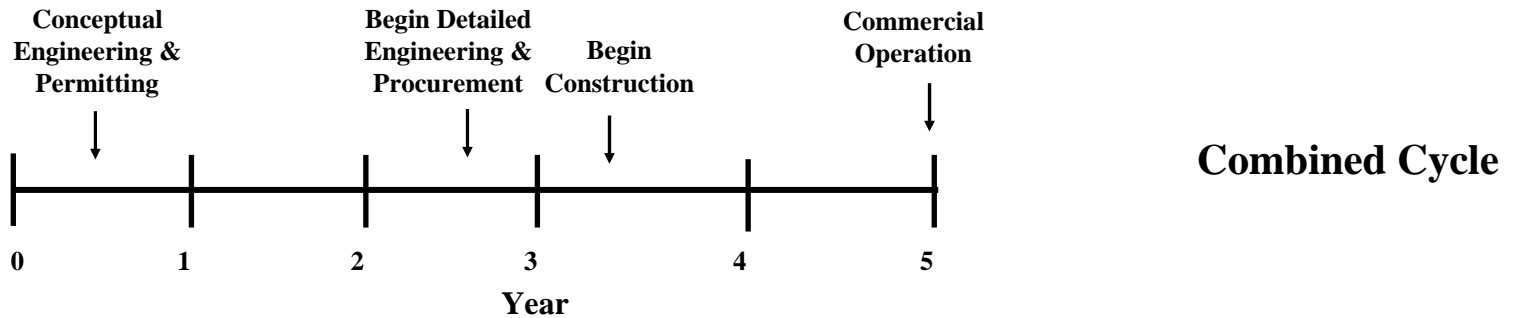 Conceptual
Engineering &
Permitting
Begin Detailed
Engineering &
Procurement
Begin
Construction
Commercial
Operation
Combined Cycle
0 1 2 3 4 5
Year